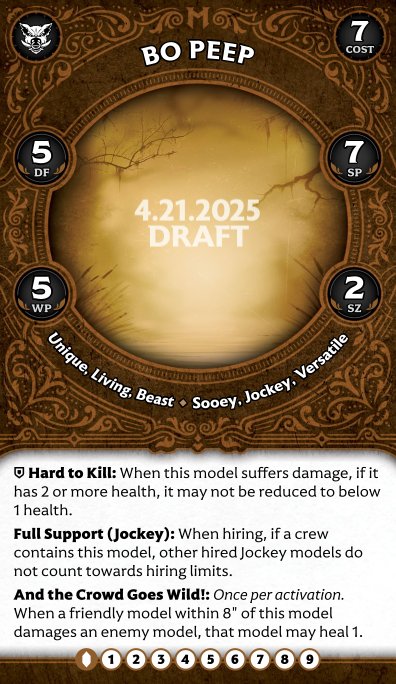 M
BO PEEP
7
COST
5
DF
7
SP
4.21.2025
DRAFT
5
WP
2
SZ
Unique, Living, Beast ⬥ Sooey, Jockey, Versatile
Hard to Kill: When this model suffers damage, if it
has 2 or more health, it may not be reduced to below
1 health.
Full Support (Jockey): When hiring, if a crew
contains this model, other hired Jockey models do
not count towards hiring limits.
And the Crowd Goes Wild!: Once per activation.
When a friendly model within 8" of this model
damages an enemy model, that model may heal 1.
1 2 3 4 5 6 7 8 9